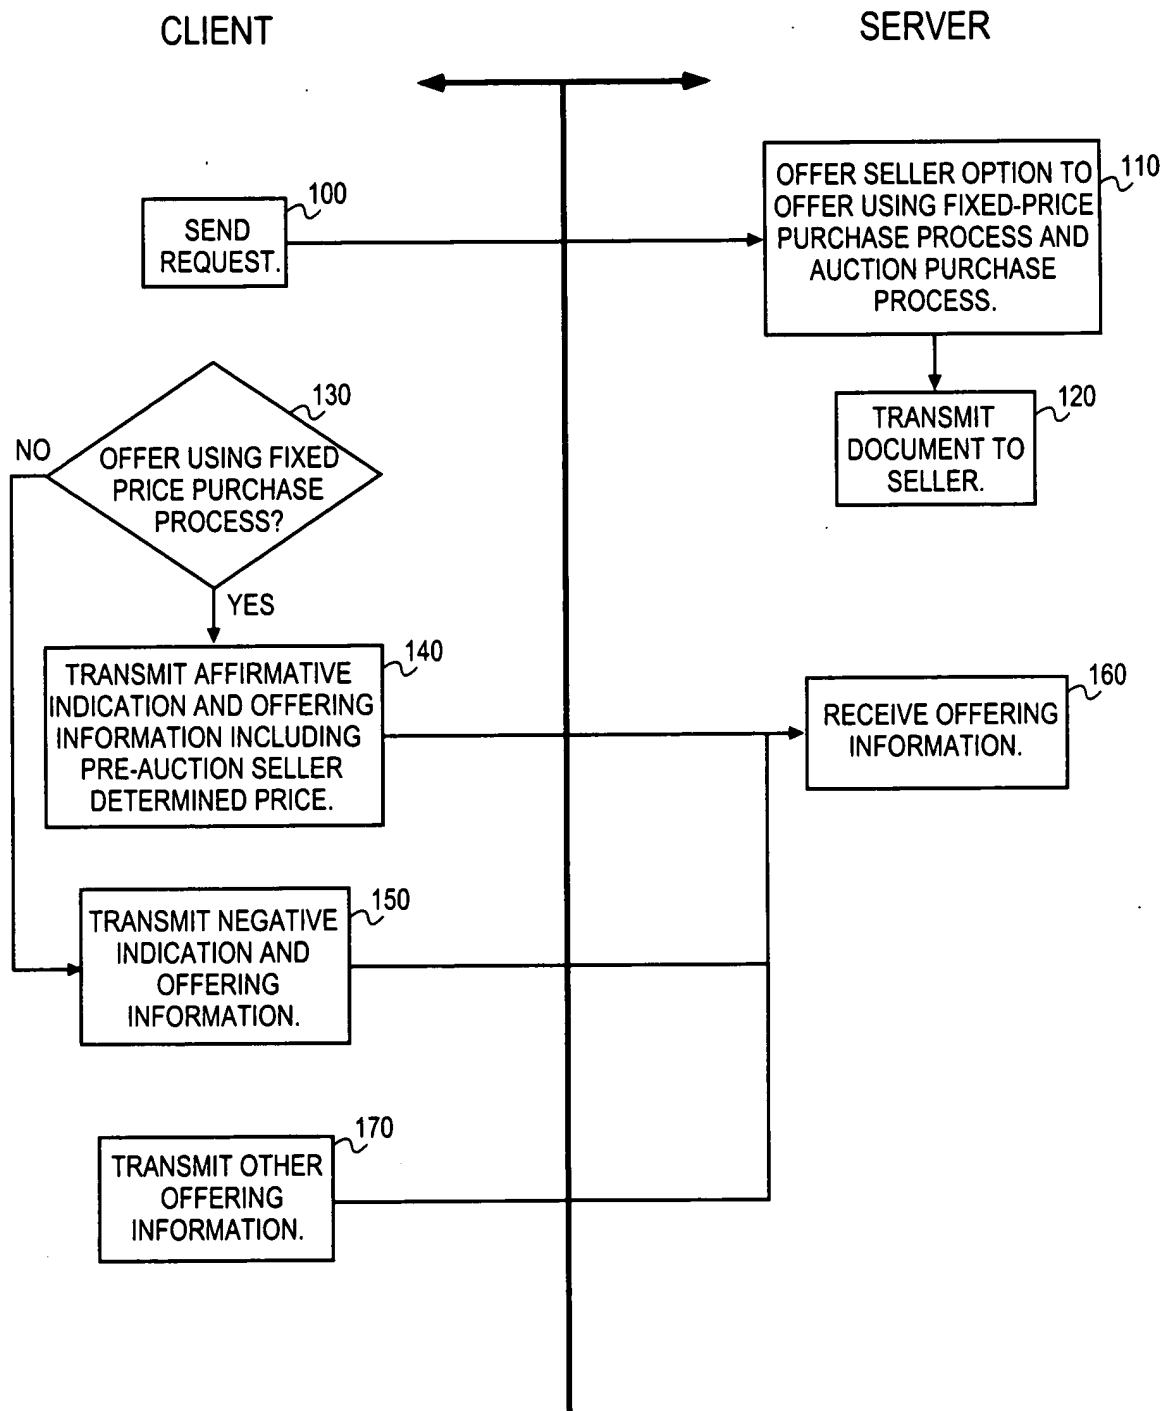 CLIENT
SERVER
100
SEND
REQUEST.
110
OFFER SELLER OPTION TO
OFFER USING FIXED-PRICE
PURCHASE PROCESS AND
AUCTION PURCHASE
PROCESS.
120
TRANSMIT
DOCUMENT TO
SELLER.
130
NO
OFFER USING FIXED
PRICE PURCHASE
PROCESS?
YES
140
TRANSMIT AFFIRMATIVE
INDICATION AND OFFERING
INFORMATION INCLUDING
PRE-AUCTION SELLER
DETERMINED PRICE.
160
RECEIVE OFFERING
INFORMATION.
150
TRANSMIT NEGATIVE
INDICATION AND
OFFERING
INFORMATION.
170
TRANSMIT OTHER
OFFERING
INFORMATION.